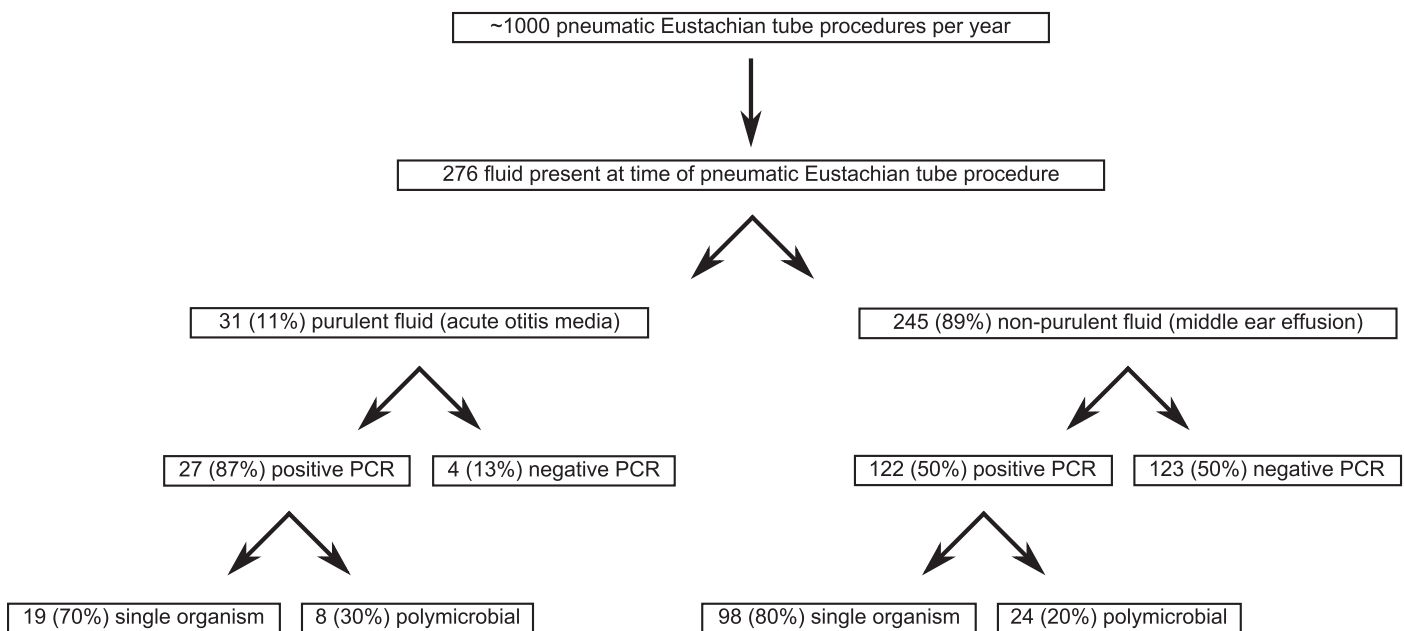 ~1000 pneumatic Eustachian tube procedures per year
276 fluid present at time of pneumatic Eustachian tube procedure
31 (11%) purulent fluid (acute otitis media)
245 (89%) non-purulent fluid (middle ear effusion)
27 (87%) positive PCR
4 (13%) negative PCR
122 (50%) positive PCR
123 (50%) negative PCR
19 (70%) single organism
8 (30%) polymicrobial
98 (80%) single organism
24 (20%) polymicrobial